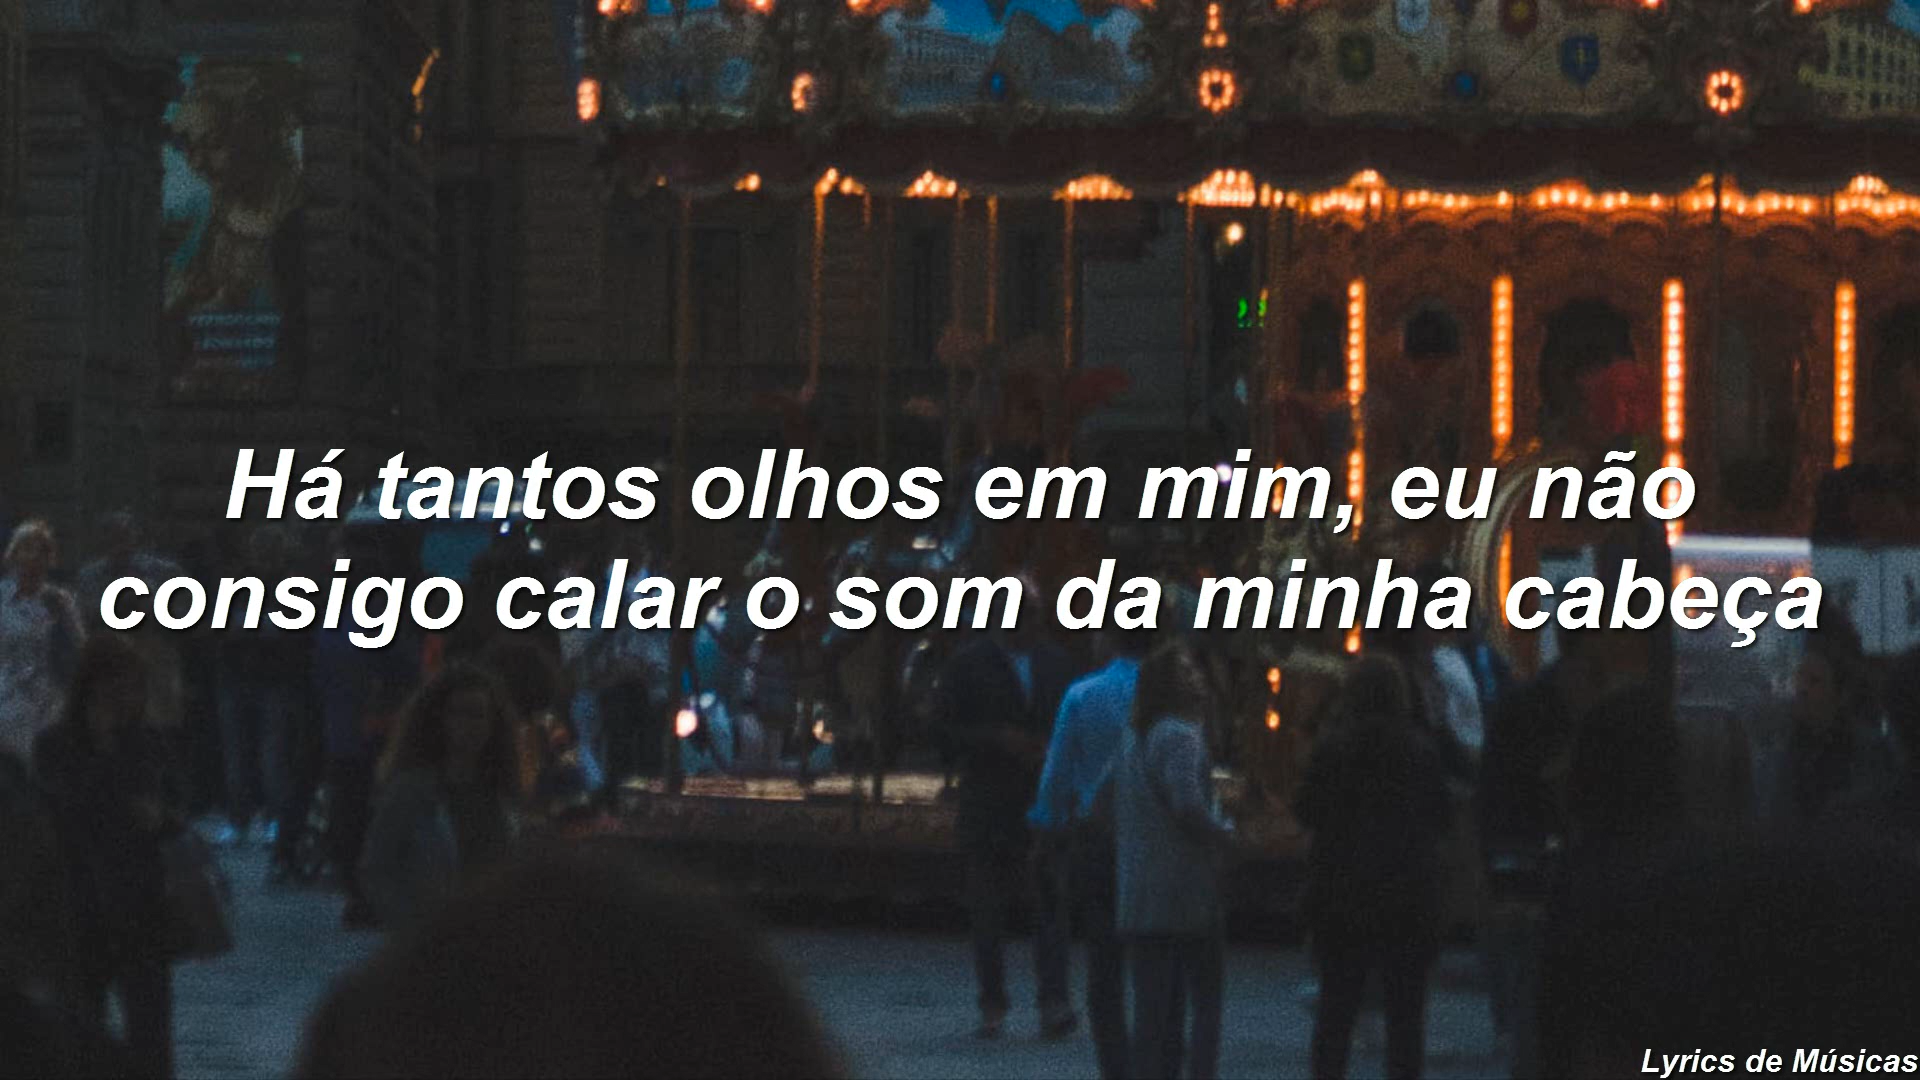 Há tantos olhos em mim, eu não
consigo calar o som da minha cabeça
Lyrics de Músicas